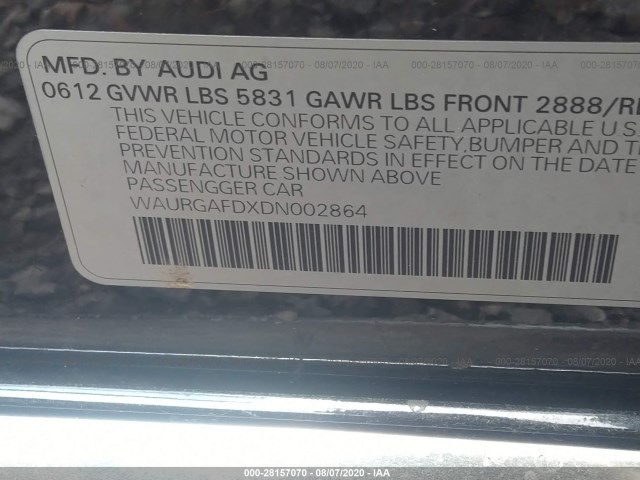 MFD. BY AUDI AG
0612 GVWR LBS 5831 GAWR LBS FRONT 2888/
THIS VEHICLE CONFORMS TO ALL APPLICABLE U.S
FEDERAL MOTOR VEHICLE SAFETY, BUMPER AND
PREVENTION STANDARDS IN EFFECT ON THE DATE
MANUFACTURE SHOWN ABOVE
PASSENGGER CAR
WAURGAFDXDN002864
000-28157070 - 08/07/2020 - IAA